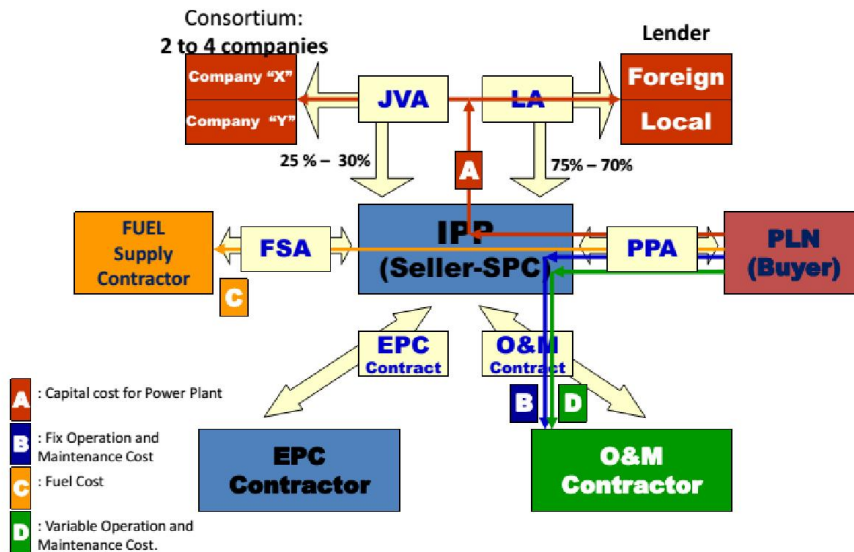 Consortium:
2 to 4 companies
Lender
Company “X”
Company “Y”
JVA
LA
Foreign
Local
25 % – 30%
A
75% – 70%
FUEL
Supply
Contractor
FSA
IPP
(Seller-SPC)
PPA
PLN
(Buyer)
C
EPC
Contract
O&M
Contract
B
D
A : Capital cost for Power Plant
B : Fix Operation and
Maintenance Cost
C : Fuel Cost
D : Variable Operation and
Maintenance Cost.
EPC
Contractor
O&M
Contractor